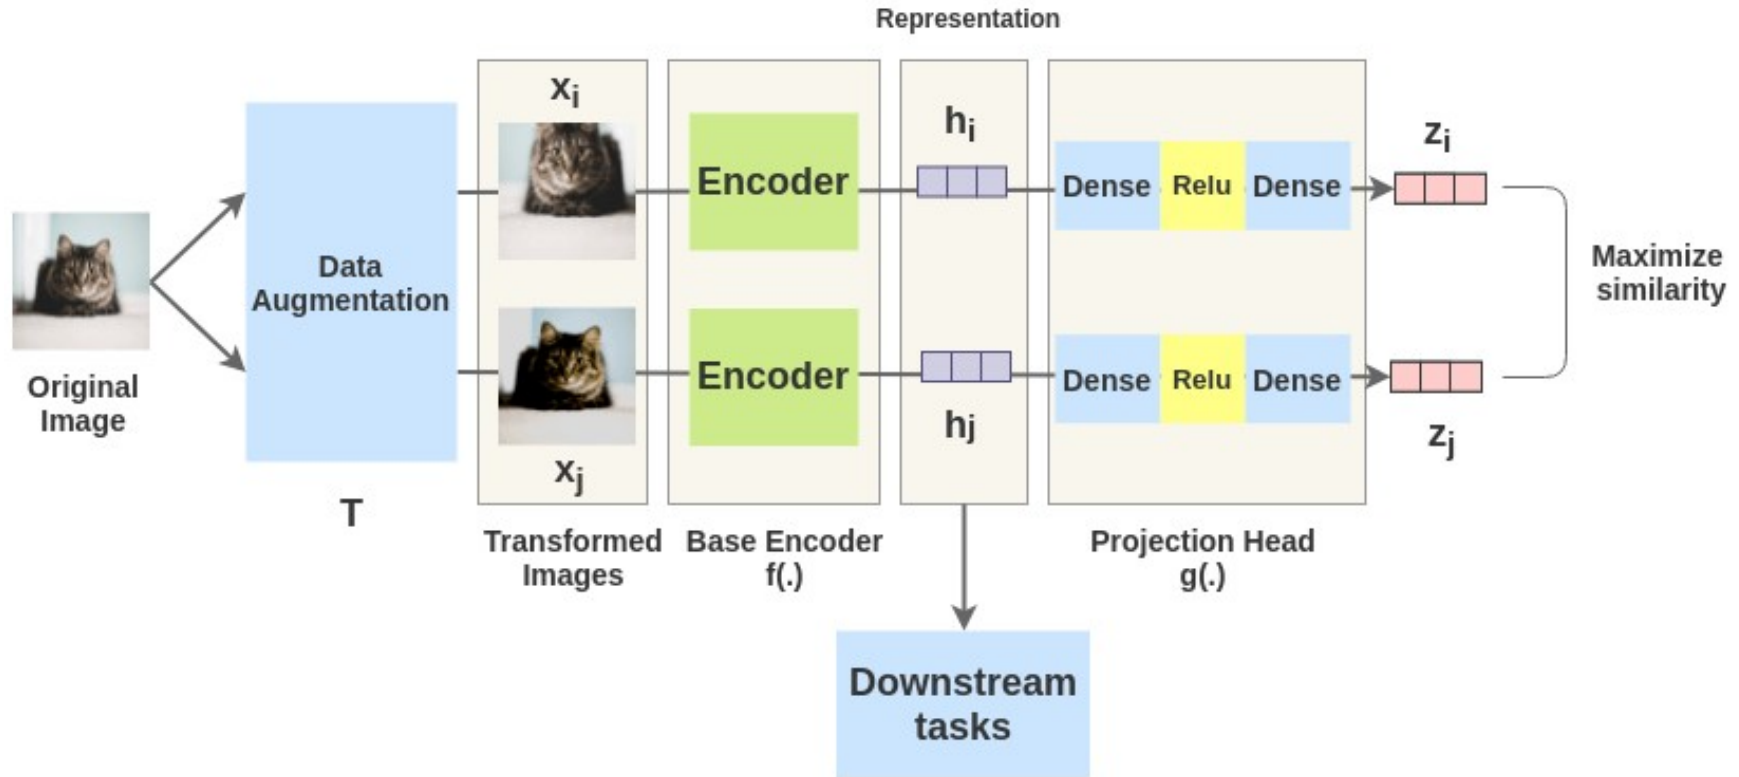 Representation
xi
hi
zi
Encoder
Dense Relu Dense
Data
Augmentation
Maximize
similarity
Original
Image
Encoder
Dense Relu Dense
hj
zj
xj
T
Transformed
Images
Base Encoder
f(.)
Projection Head
g(.)
Downstream
tasks